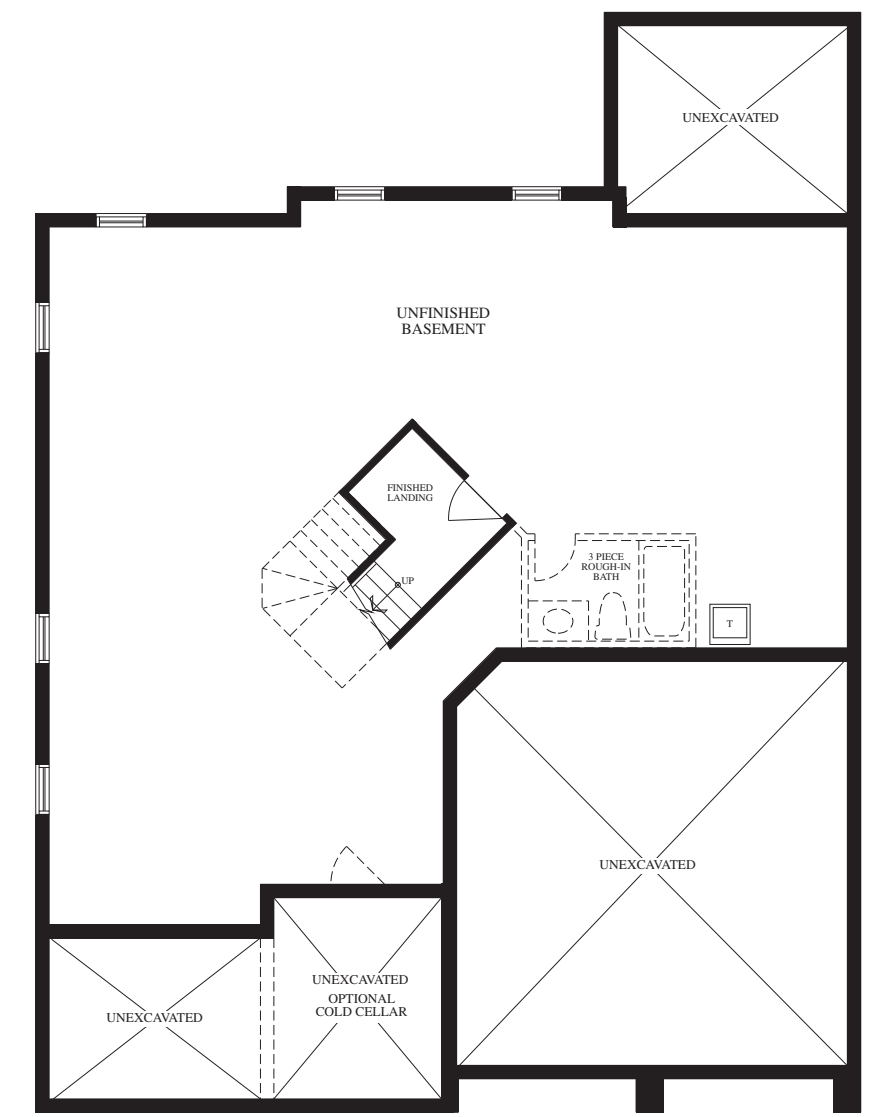 UNEXCAVATED
UNFINISHED
BASEMENT
FINISHED
LANDING
UP
3 PIECE
ROUGH-IN
BATH
T
UNEXCAVATED
UNEXCAVATED
OPTIONAL
COLD CELLAR
UNEXCAVATED